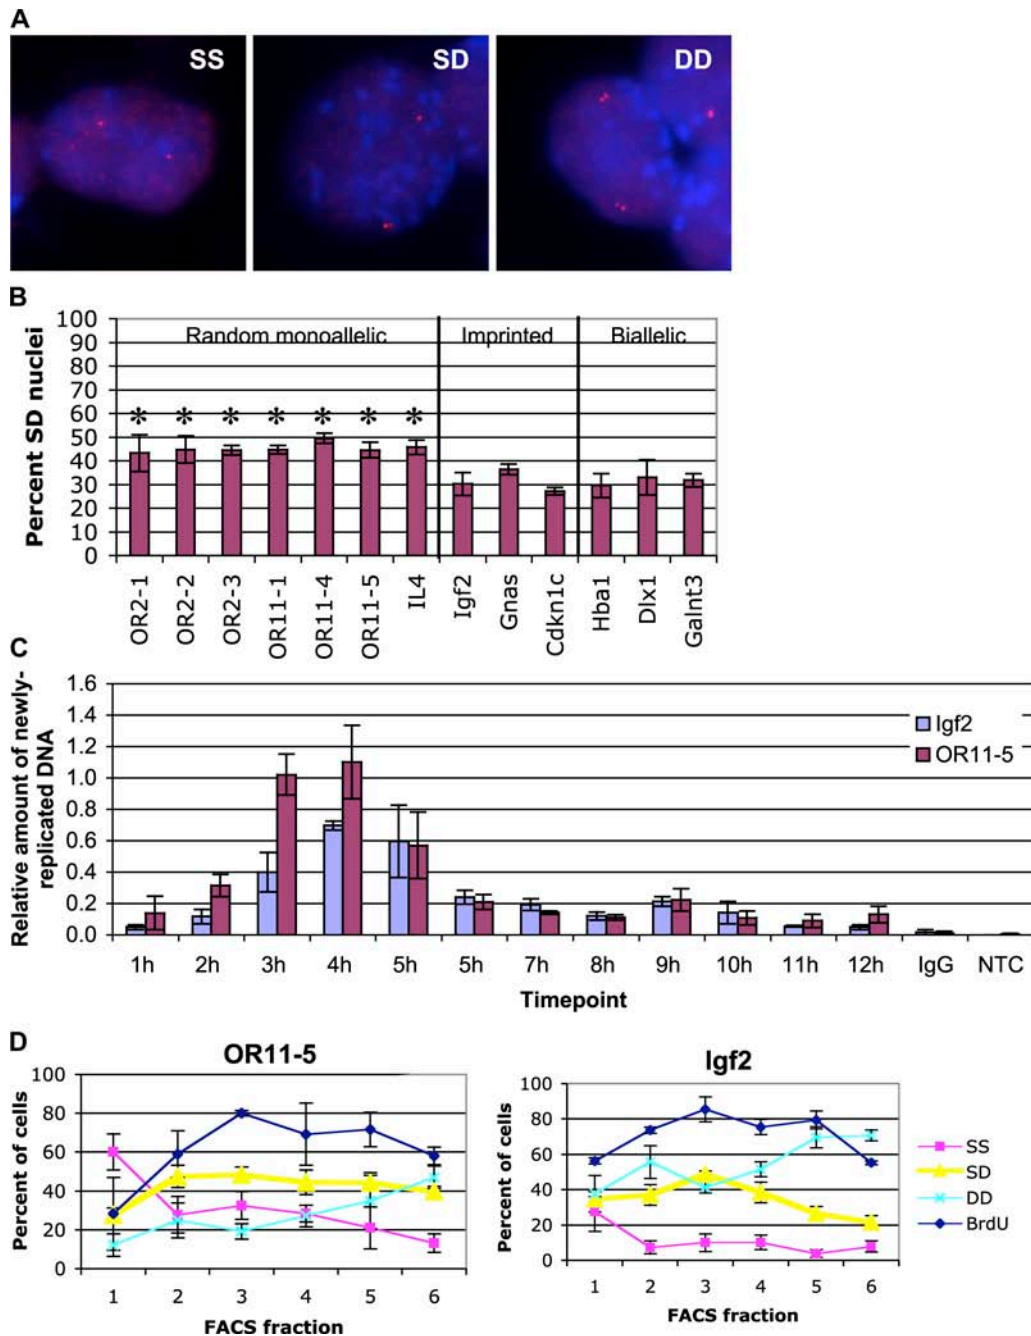 A
SS
SD
DD
B
Percent SD nuclei
100
90
80
70
60
50
40
30
20
10
0
Random monoallelic
Imprinted
Biallelic
* * * * * * *
OR2-1
OR2-2
OR2-3
OR11-1
OR11-4
OR11-5
IL4
Igf2
Gnas
Cdkn1c
Hba1
Dlx1
Galnt3
C
Relative amount of newly-
replicated DNA
1.6
1.4
1.2
1.0
0.8
0.6
0.4
0.2
0.0
Igf2
OR11-5
1h 2h 3h 4h 5h 5h 7h 8h 9h 10h 11h 12h IgG NTC
Timepoint
D
OR11-5
Percent of cells
100
80
60
40
20
0
1 2 3 4 5 6
FACS fraction
Igf2
Percent of cells
100
80
60
40
20
0
1 2 3 4 5 6
FACS fraction
SS
SD
DD
BrdU